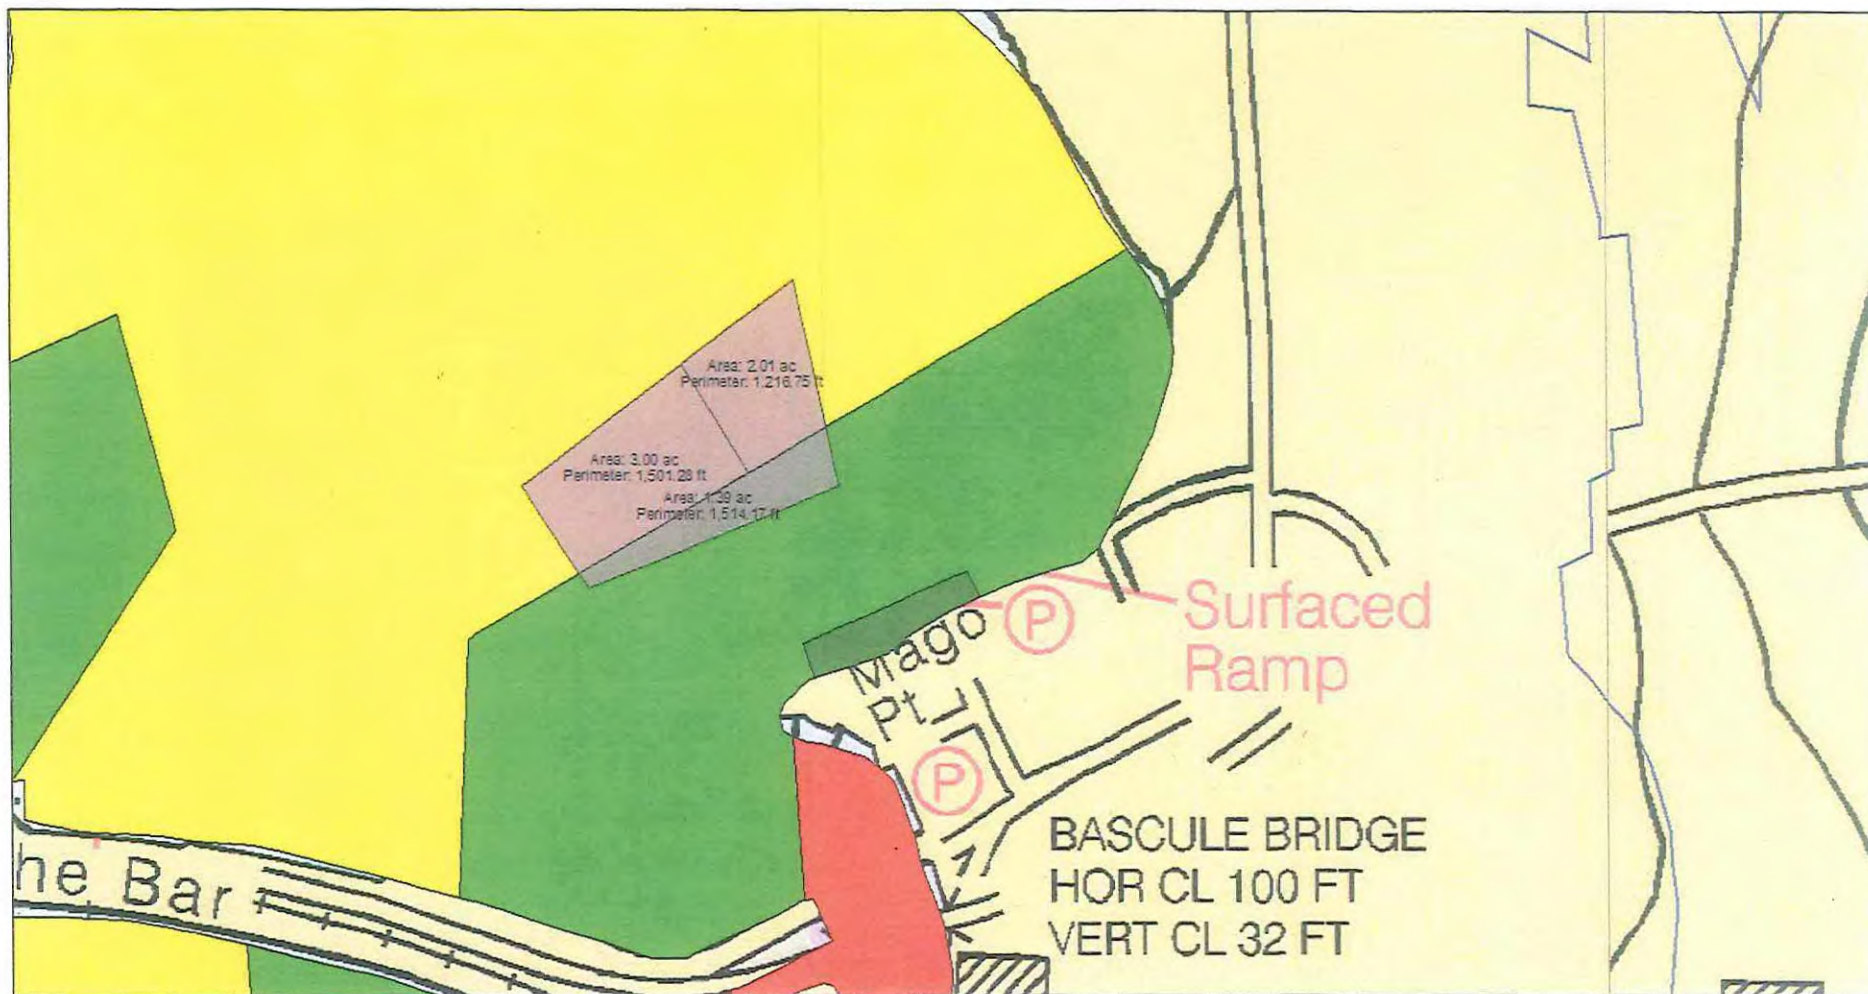 Area: 2.01 ac
Perimeter: 1,216.75 ft
Area: 3.00 ac
Perimeter: 1,501.28 ft
Area: 1.39 ac
Perimeter: 1,514.17 ft
Mago
Pt
P
Surfaced
Ramp
P
he Bar
BASCULE BRIDGE
HOR CL 100 FT
VERT CL 32 FT